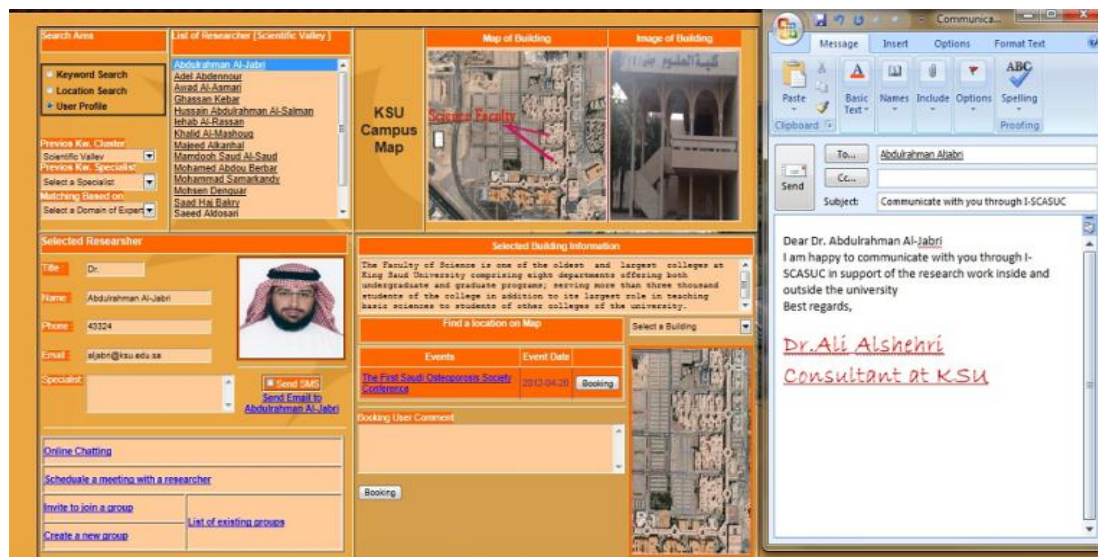 Search Area
Keyword Search
Location Search
User Profile
Previos Kw. Cluster
Scientific Valley
Previos Kw. Specialist
Select a Specialist
Matching Based on
Select a Domain of Expert
List of Researcher [Scientific Valley ]
Abdulrahman Al-Jabri
Adel Abdennour
Awad Al-Asmari
Ghassan Kebar
Hussain Abdulrahman Al-Salman
Iehab Al-Rassan
Khalid Al-Mashouq
Majeed Alkanhal
Mamdooh Saud Al-Saud
Mohamed Abdou Berbar
Mohammad Samarkandy
Mohsen Denguar
Saad Haj Bakry
Saeed Aldosari
KSU
Campus
Map
Map of Building
Science Faculty
Image of Building
كلية العلوم
Selected Researsher
Title
Dr.
Name
Abdulrahman Al-Jabri
Phone
43324
Email
aljabri@ksu.edu.sa
Specialist
Send SMS
Send Email to
Abdulrahman Al-Jabri
Online Chatting
Scheduale a meeting with a researcher
Invite to join a group
Create a new group
List of existing groups
Selected Building Information
The Faculty of Science is one of the oldest and largest colleges at
King Saud University comprising eight departments offering both
undergraduate and graduate programs; serving more than three thousand
students of the college in addition to its largest role in teaching
basic sciences to students of other colleges of the university.
Find a location on Map
Select a Building
Events
Event Date
The First Saudi Osteoporosis Society
Conference
2012-04-20
Booking
Booking User Comment
Booking
Communica...
Message
Insert
Options
Format Text
Paste
Basic
Text
Names
Include
Options
ABC
Spelling
Clipboard
Proofing
Send
To...
Abdulrahman Aljabri
Cc...
Subject:
Communicate with you through I-SCASUC
Dear Dr. Abdulrahman Al-Jabri
I am happy to communicate with you through I-
SCASUC in support of the research work inside and
outside the university
Best regards,
Dr.Ali Alshehri
Consultant at KSU